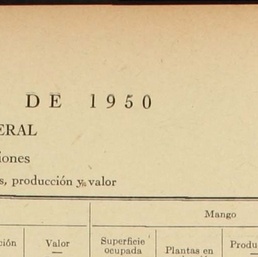 DE 1950
ERAL
iones
s, producción y valor
Mango
ción Valor Superficie ocupada Plantas en Produ